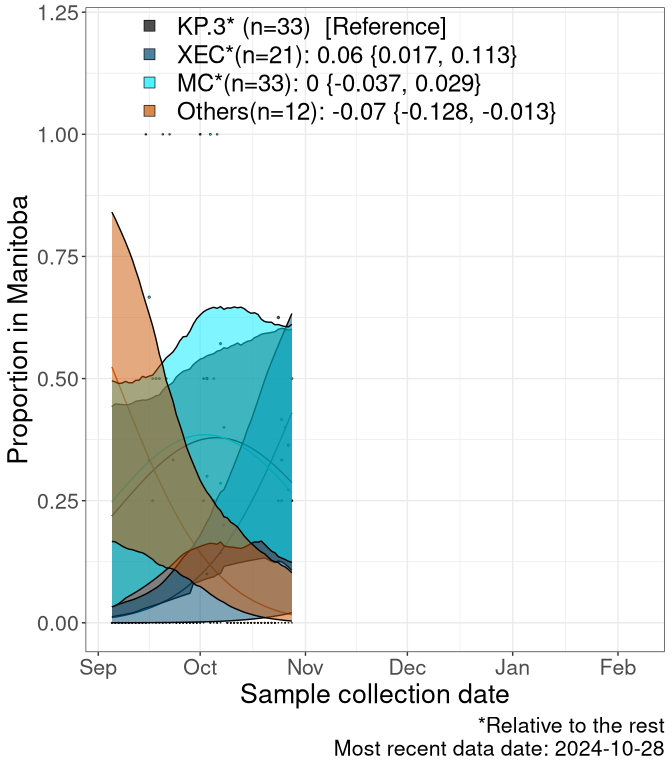 KP.3* (n=33)  [Reference]
XEC*(n=21): 0.06 {0.017, 0.113}
MC*(n=33): 0 {-0.037, 0.029}
Others(n=12): -0.07 {-0.128, -0.013}
1.25
1.00
0.75
0.50
0.25
0.00
Proportion in Manitoba
Sep Oct Nov Dec Jan Feb
Sample collection date
*Relative to the rest
Most recent data date: 2024-10-28